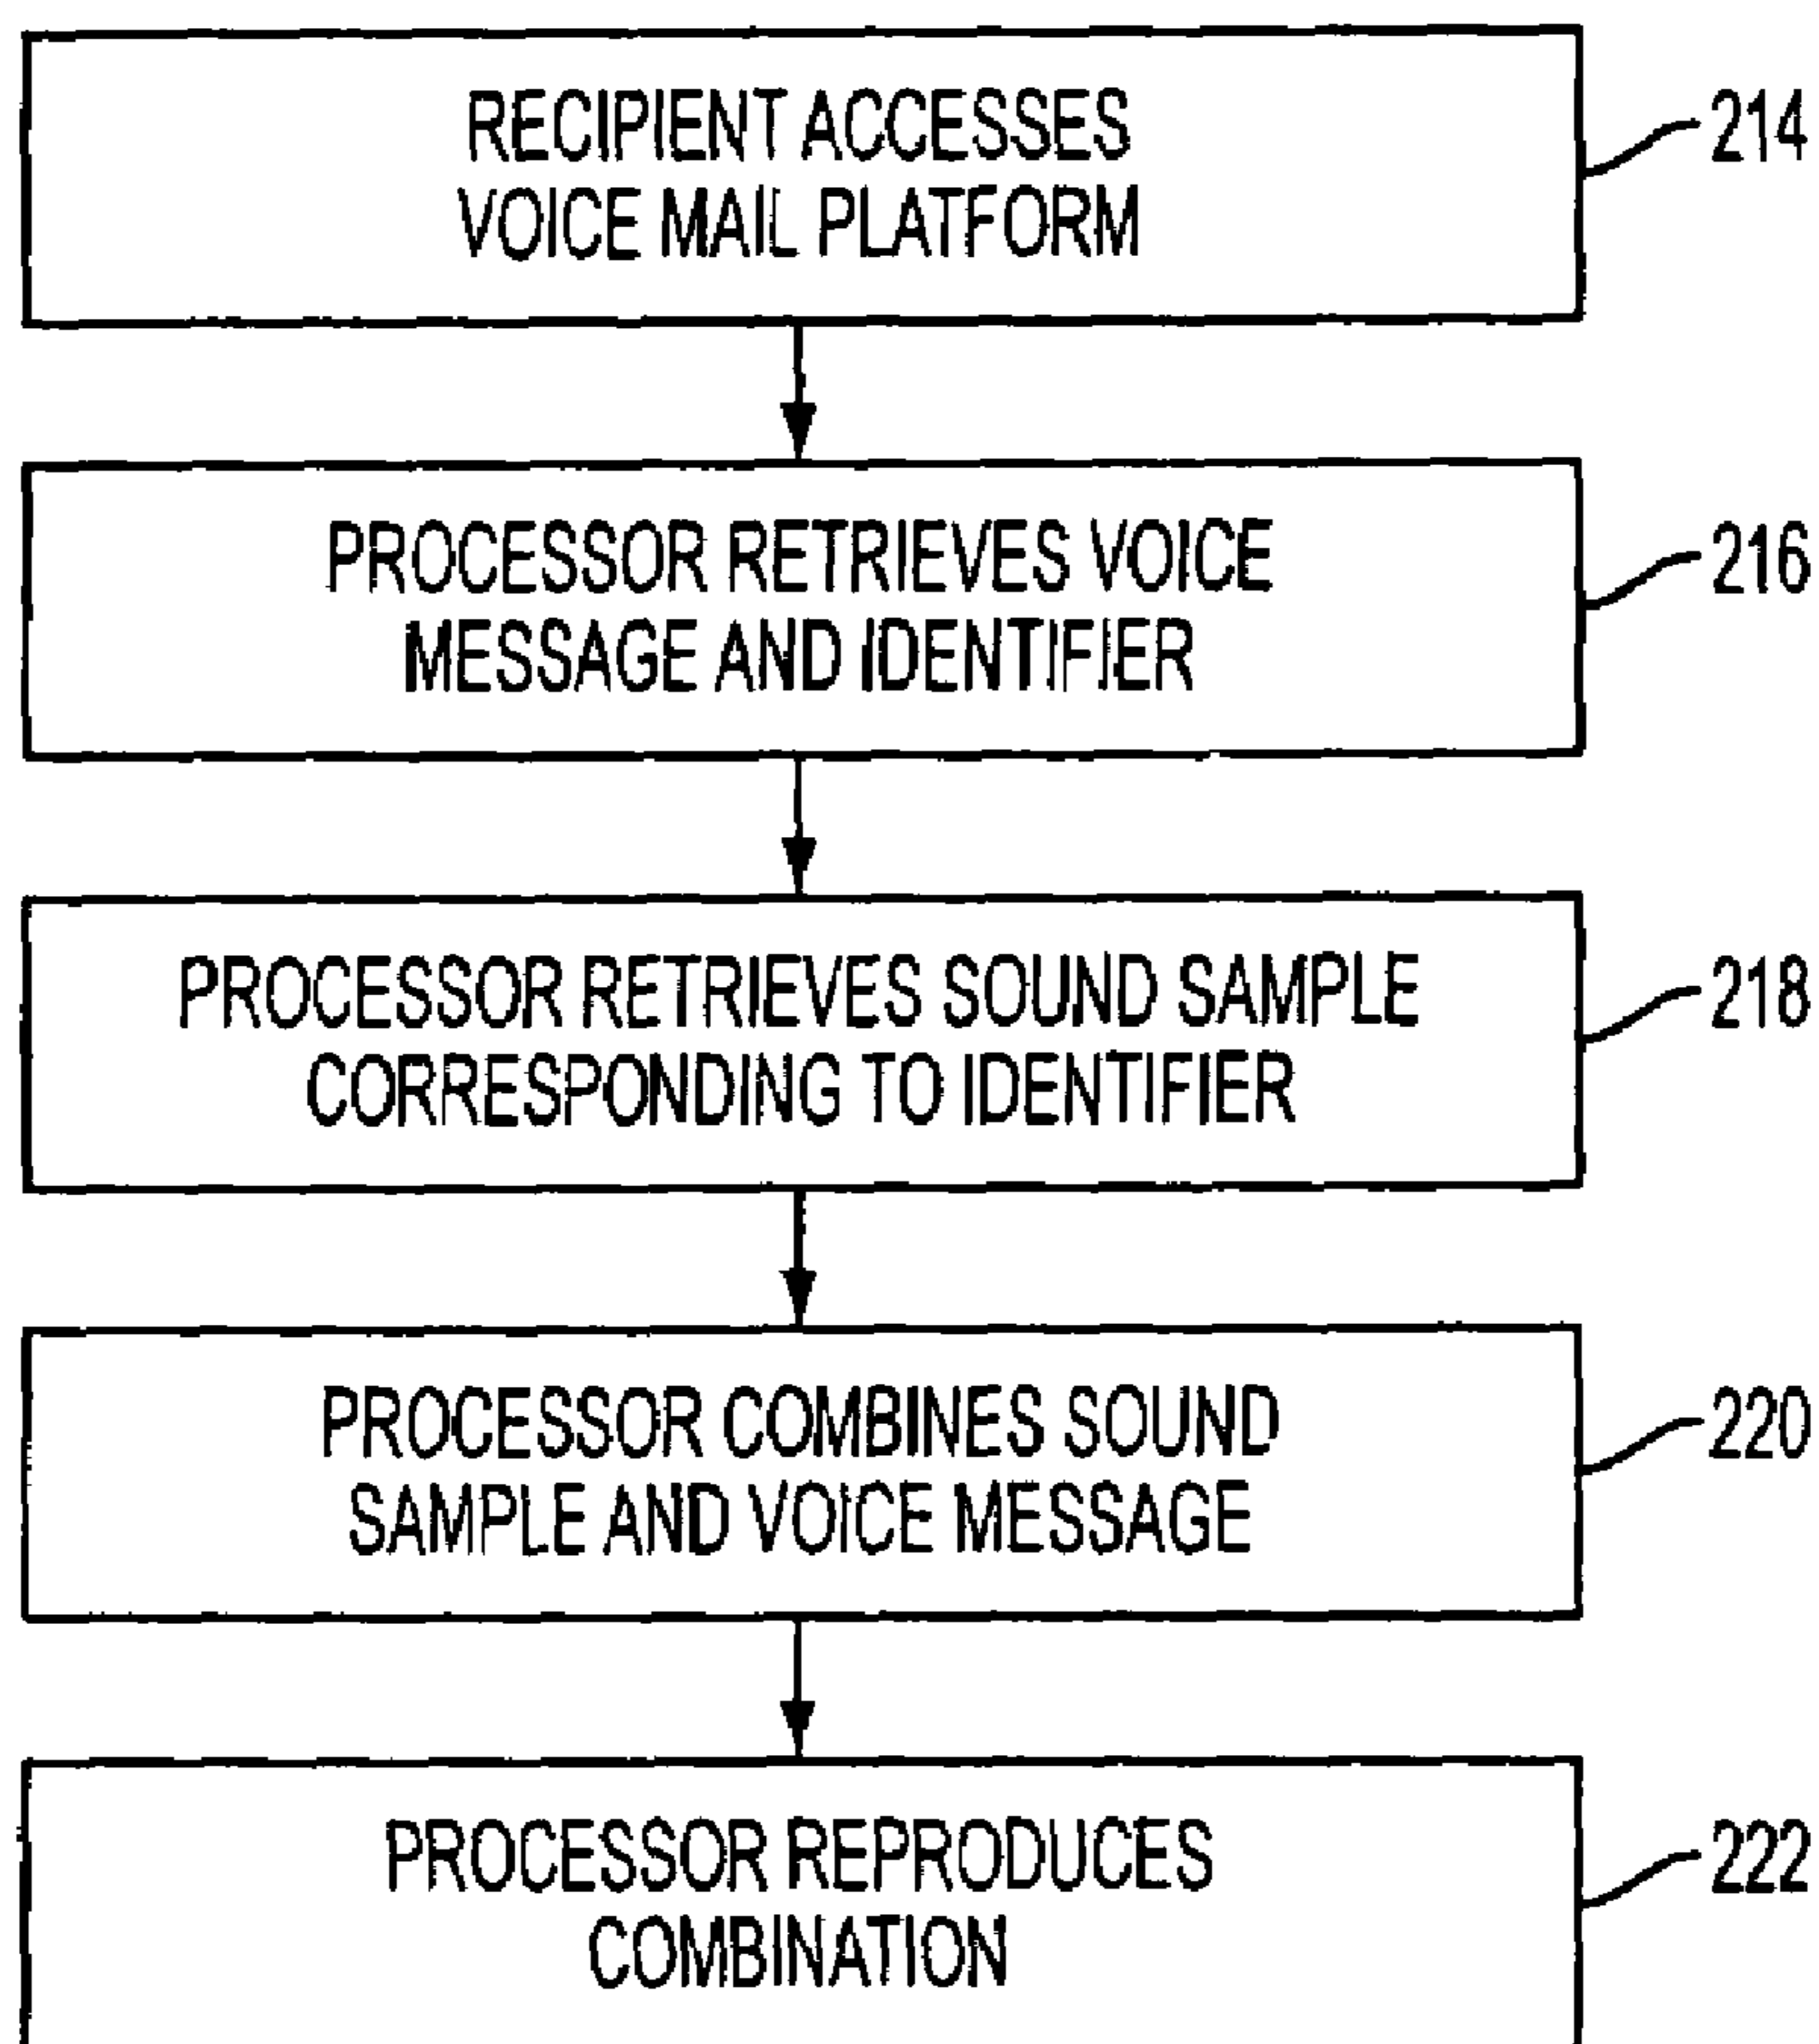 RECIPIENT ACCESSES
VOICE MAIL PLATFORM
214
PROCESSOR RETRIEVES VOICE
MESSAGE AND IDENTIFIER
216
PROCESSOR RETRIEVES SOUND SAMPLE
CORRESPONDING TO IDENTIFIER
218
PROCESSOR COMBINES SOUND
SAMPLE AND VOICE MESSAGE
220
PROCESSOR REPRODUCES
COMBINATION
222